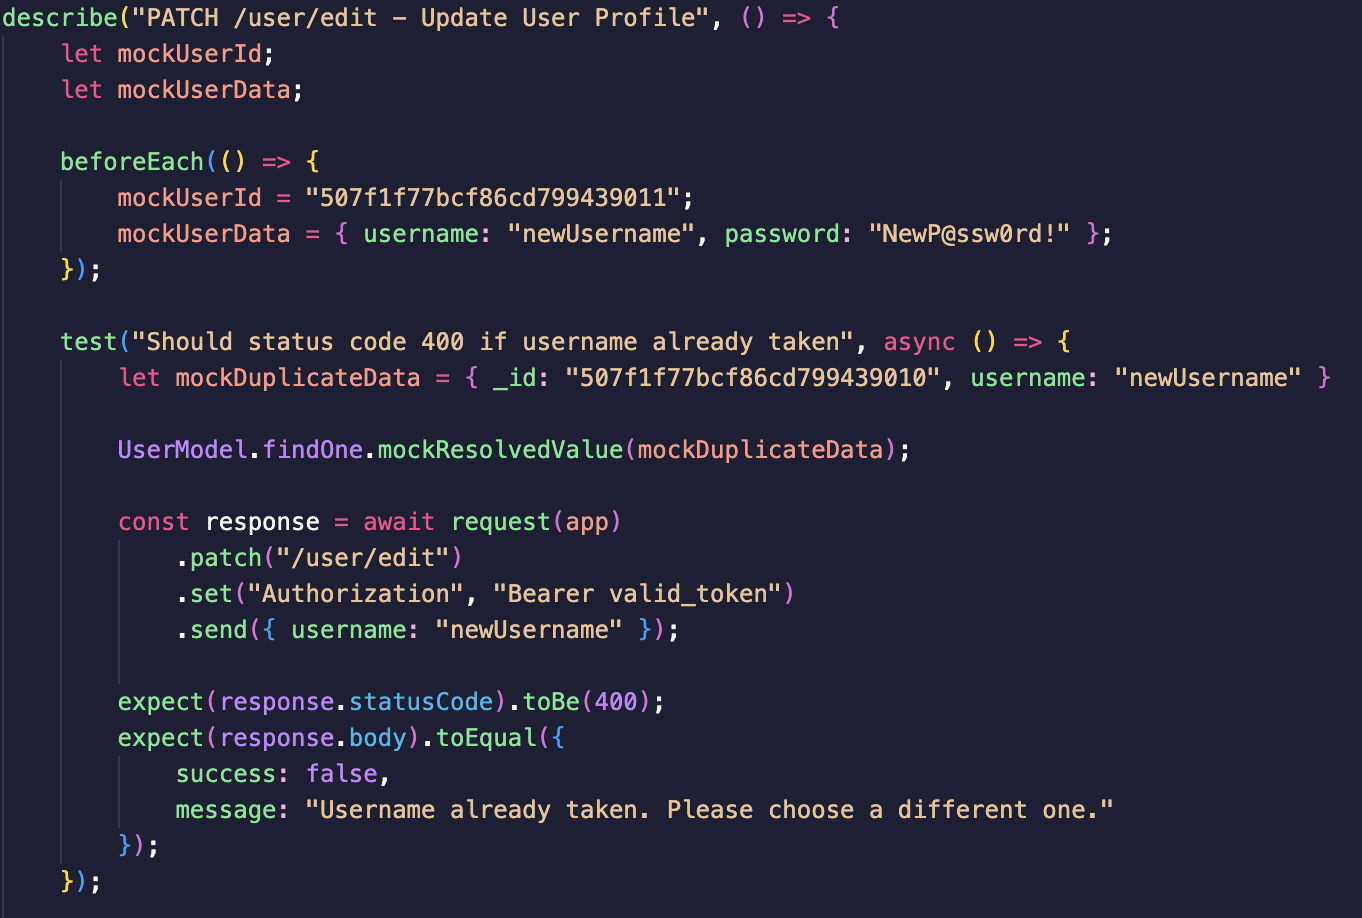 describe("PATCH /user/edit – Update User Profile", () => {
    let mockUserId;
    let mockUserData;

    beforeEach(() => {
        mockUserId = "507f1f77bcf86cd799439011";
        mockUserData = { username: "newUsername", password: "NewP@ssw0rd!" };
    });

    test("Should status code 400 if username already taken", async () => {
        let mockDuplicateData = { _id: "507f1f77bcf86cd799439010", username: "newUsername" }

        UserModel.findOne.mockResolvedValue(mockDuplicateData);

        const response = await request(app)
            .patch("/user/edit")
            .set("Authorization", "Bearer valid_token")
            .send({ username: "newUsername" });

        expect(response.statusCode).toBe(400);
        expect(response.body).toEqual({
            success: false,
            message: "Username already taken. Please choose a different one."
        });
    });